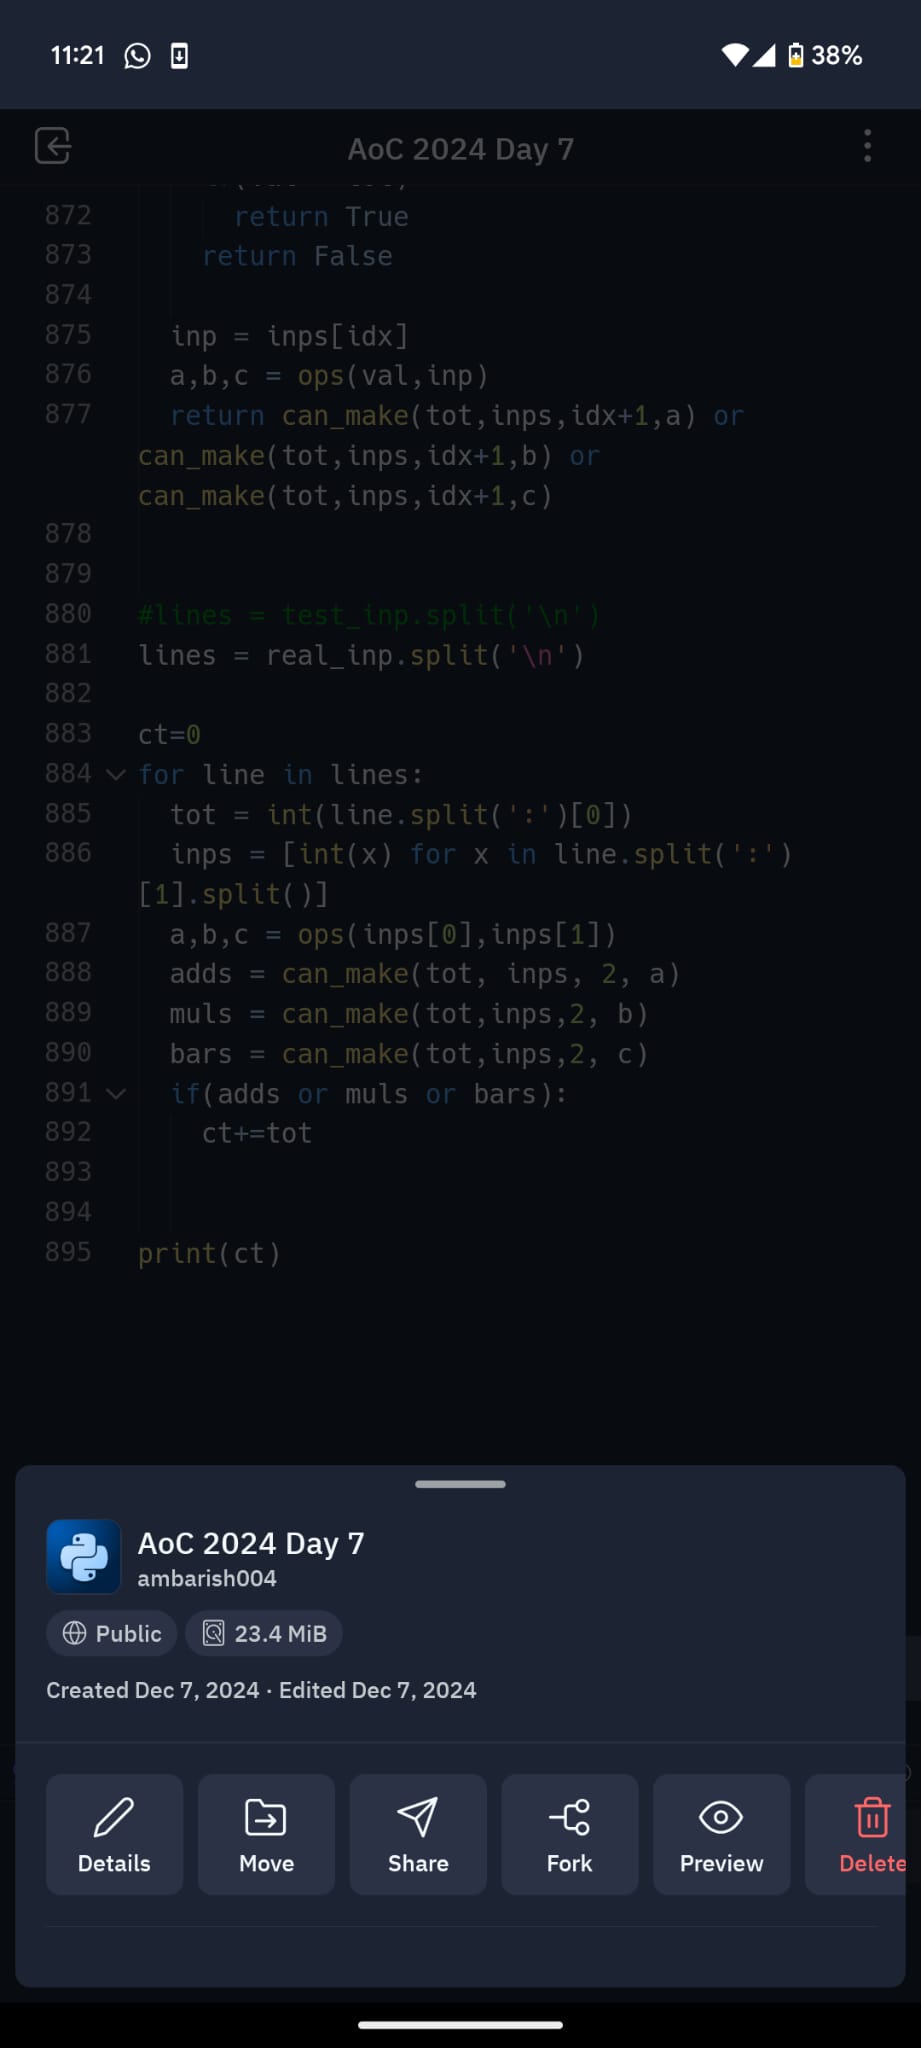 11:21
38%
AoC 2024 Day 7
872 return True
873 return False
874
875 inp = inps[idx]
876 a,b,c = ops(val,inp)
877 return can_make(tot,inps,idx+1,a) or
can_make(tot,inps,idx+1,b) or
can_make(tot,inps,idx+1,c)
878
879
880 #lines = test_inp.split('\n')
881 lines = real_inp.split('\n')
882
883 ct=0
884 for line in lines:
885 tot = int(line.split(':')[0])
886 inps = [int(x) for x in line.split(':')
[1].split()]
887 a,b,c = ops(inps[0],inps[1])
888 adds = can_make(tot, inps, 2, a)
889 muls = can_make(tot,inps,2, b)
890 bars = can_make(tot,inps,2, c)
891 if(adds or muls or bars):
892 ct+=tot
893
894
895 print(ct)
AoC 2024 Day 7
ambarish004
Public 23.4 MiB
Created Dec 7, 2024 · Edited Dec 7, 2024
Details Move Share Fork Preview Delete